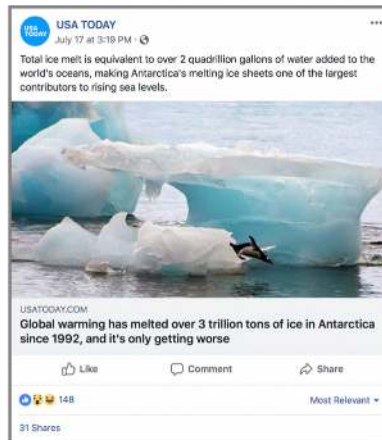 USA TODAY
USA TODAY
July 17 at 3:19 PM ·
Total ice melt is equivalent to over 2 quadrillion gallons of water added to the
world's oceans, making Antarctica's melting ice sheets one of the largest
contributors to rising sea levels.
USATODAY.COM
Global warming has melted over 3 trillion tons of ice in Antarctica
since 1992, and it's only getting worse
Like Comment Share
148 Most Relevant
31 Shares